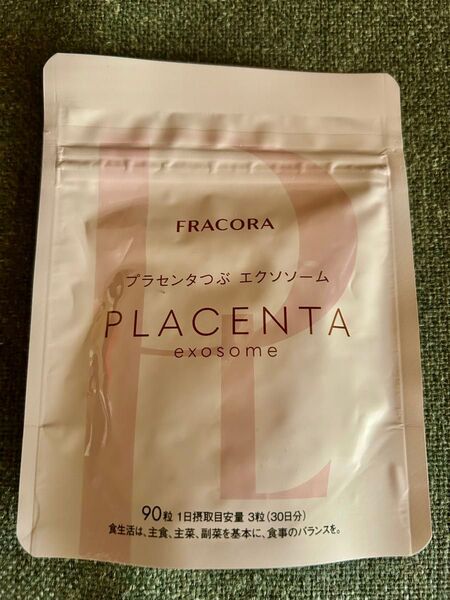 FRACORA
プラセンタつぶ エクソソーム
PLACENTA
exosome
90粒 1日摂取目安量 3粒(30日分)
食生活は、主食、主菜、副菜を基本に、食事のバランスを。